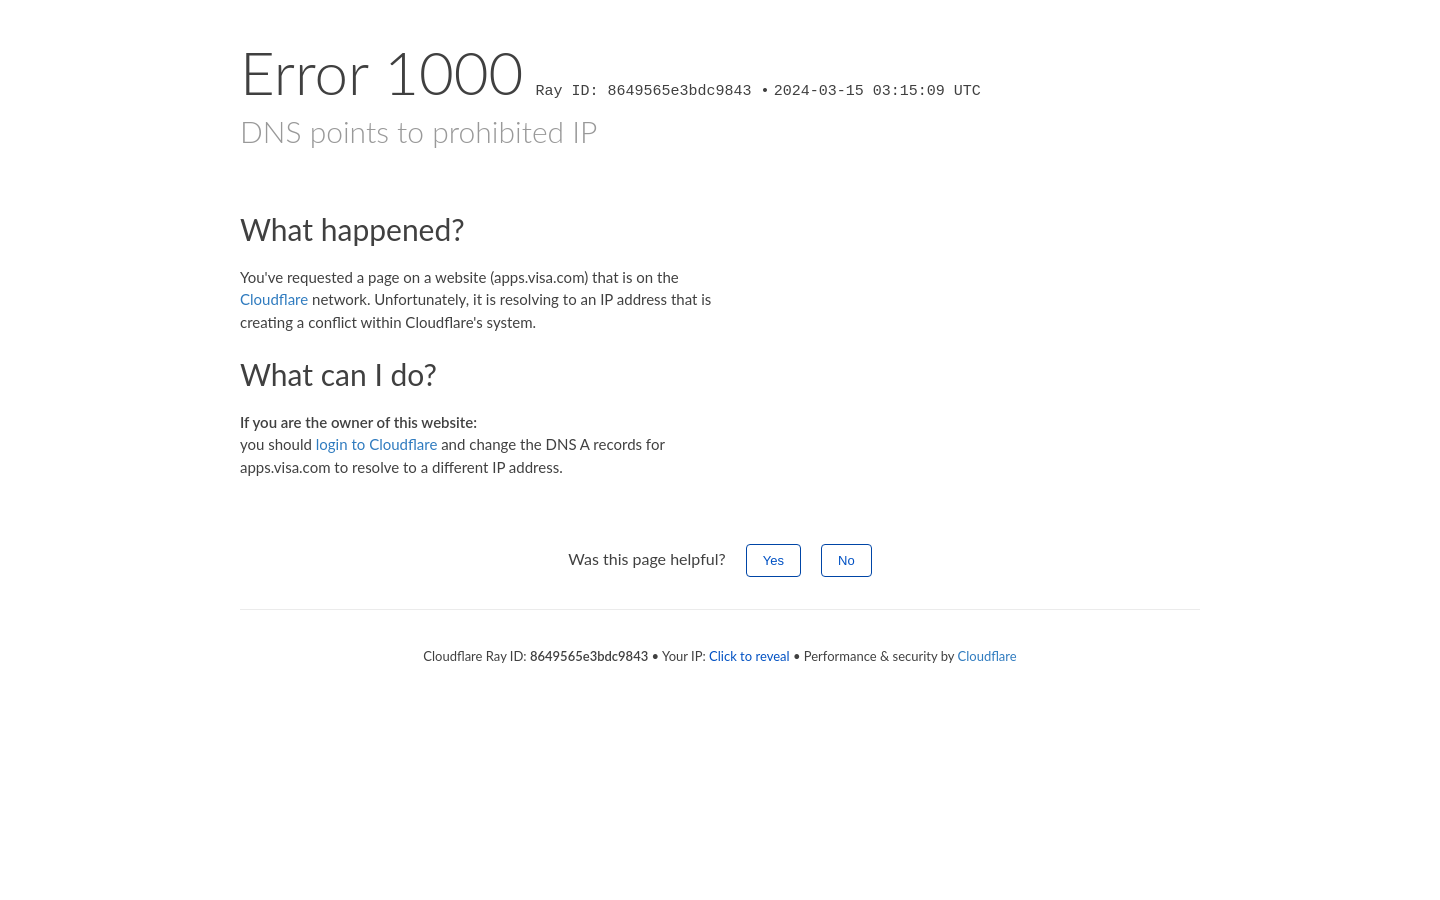 Error 1000 Ray ID: 8649565e3bdc9843 • 2024-03-15 03:15:09 UTC
DNS points to prohibited IP
What happened?
You've requested a page on a website (apps.visa.com) that is on the
Cloudflare network. Unfortunately, it is resolving to an IP address that is
creating a conflict within Cloudflare's system.
What can I do?
If you are the owner of this website:
you should login to Cloudflare and change the DNS A records for
apps.visa.com to resolve to a different IP address.
Was this page helpful? Yes No
Cloudflare Ray ID: 8649565e3bdc9843 • Your IP: Click to reveal • Performance & security by Cloudflare